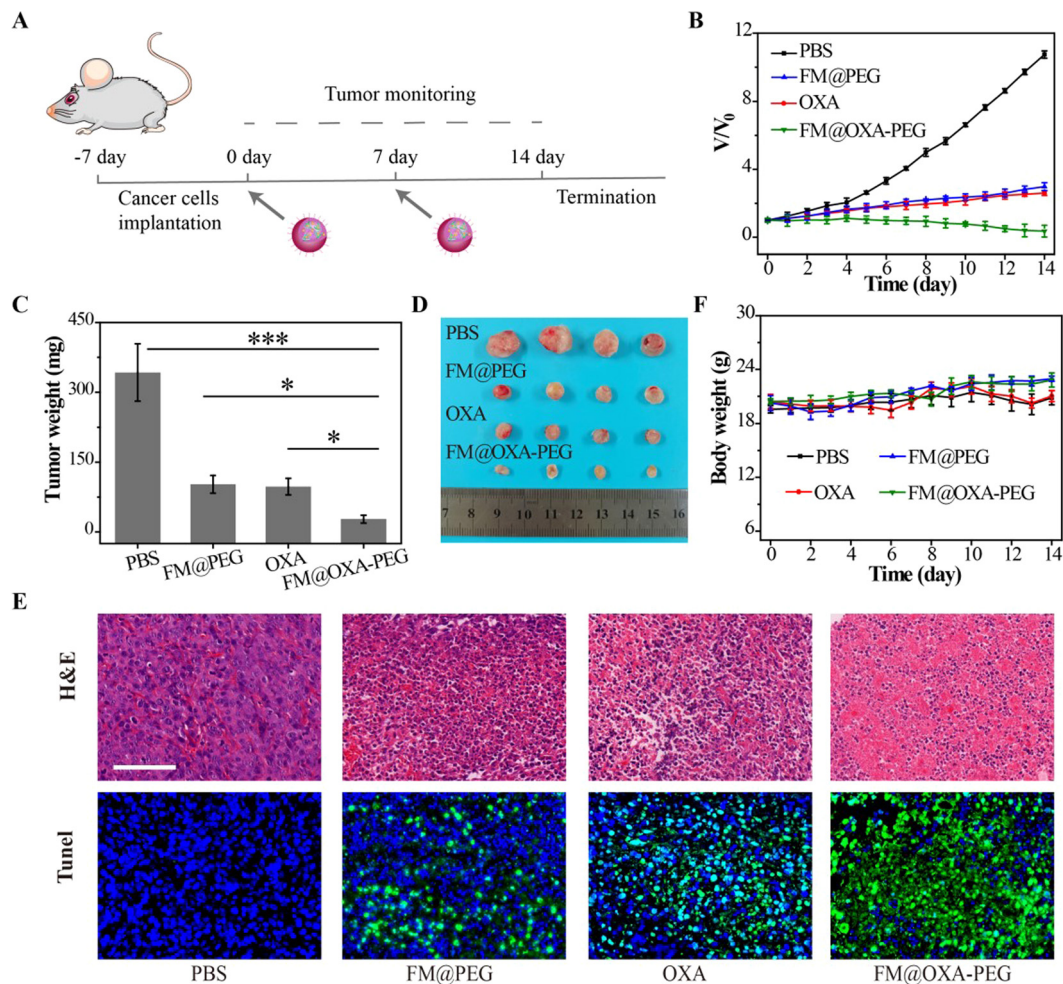 A
Tumor monitoring
-7 day
0 day
7 day
14 day
Cancer cells
implantation
Termination
B
PBS
FM@PEG
OXA
FM@OXA-PEG
V/V0
12
8
4
0
0 2 4 6 8 10 12 14
Time (day)
C
Tumor weight (mg)
450
300
150
0
***
*
*
PBS
FM@PEG
OXA
FM@OXA-PEG
D
PBS
FM@PEG
OXA
FM@OXA-PEG
7 8 9 10 11 12 13 14 15 16
F
Body weight (g)
30
24
18
12
6
PBS
FM@PEG
OXA
FM@OXA-PEG
0 2 4 6 8 10 12 14
Time (day)
E
H&E
Tunel
PBS
FM@PEG
OXA
FM@OXA-PEG